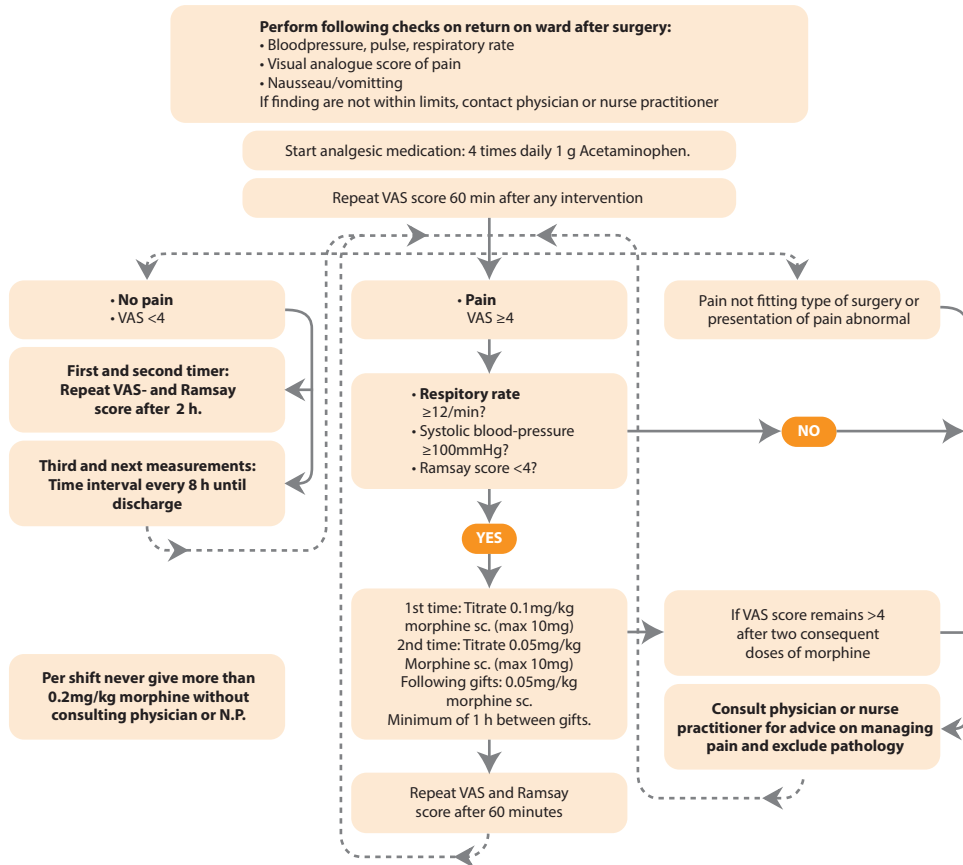 Perform following checks on return on ward after surgery:
• Bloodpressure, pulse, respiratory rate
• Visual analogue score of pain
• Nausseau/vomitting
If finding are not within limits, contact physician or nurse practitioner
Start analgesic medication: 4 times daily 1 g Acetaminophen.
Repeat VAS score 60 min after any intervention
• No pain
• VAS <4
• Pain
VAS ≥4
Pain not fitting type of surgery or
presentation of pain abnormal
First and second timer:
Repeat VAS- and Ramsay
score after 2 h.
Third and next measurements:
Time interval every 8 h until
discharge
• Respitory rate
≥12/min?
• Systolic blood-pressure
≥100mmHg?
• Ramsay score <4?
NO
YES
1st time: Titrate 0.1mg/kg
morphine sc. (max 10mg)
2nd time: Titrate 0.05mg/kg
Morphine sc. (max 10mg)
Following gifts: 0.05mg/kg
morphine sc.
Minimum of 1 h between gifts.
If VAS score remains >4
after two consequent
doses of morphine
Per shift never give more than
0.2mg/kg morphine without
consulting physician or N.P.
Consult physician or nurse
practitioner for advice on managing
pain and exclude pathology
Repeat VAS and Ramsay
score after 60 minutes